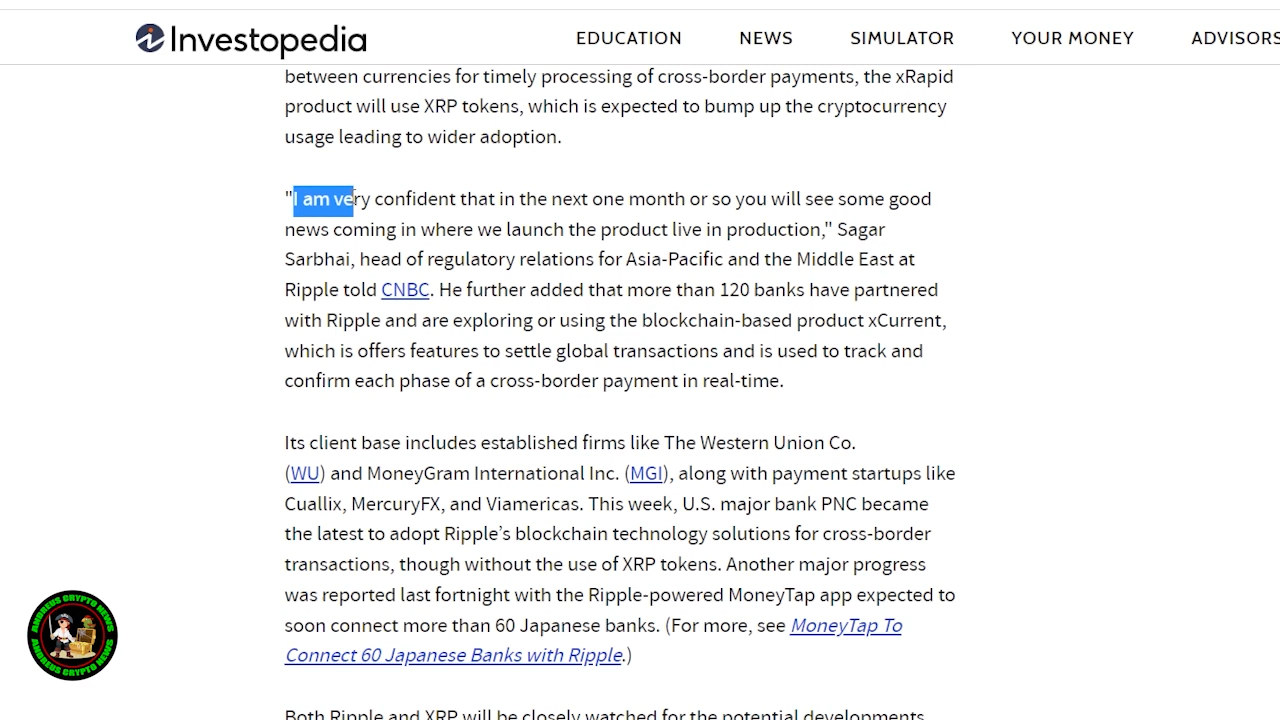 Investopedia
EDUCATION NEWS SIMULATOR YOUR MONEY ADVISORS
between currencies for timely processing of cross-border payments, the xRapid
product will use XRP tokens, which is expected to bump up the cryptocurrency
usage leading to wider adoption.
"I am very confident that in the next one month or so you will see some good
news coming in where we launch the product live in production," Sagar
Sarbhai, head of regulatory relations for Asia-Pacific and the Middle East at
Ripple told CNBC. He further added that more than 120 banks have partnered
with Ripple and are exploring or using the blockchain-based product xCurrent,
which is offers features to settle global transactions and is used to track and
confirm each phase of a cross-border payment in real-time.
Its client base includes established firms like The Western Union Co.
(WU) and MoneyGram International Inc. (MGI), along with payment startups like
Cuallix, MercuryFX, and Viamericas. This week, U.S. major bank PNC became
the latest to adopt Ripple’s blockchain technology solutions for cross-border
transactions, though without the use of XRP tokens. Another major progress
was reported last fortnight with the Ripple-powered MoneyTap app expected to
soon connect more than 60 Japanese banks. (For more, see MoneyTap To
Connect 60 Japanese Banks with Ripple.)
Both Ripple and XRP will be closely watched for the potential developments
ANDREUS CRYPTO NEWS
ANDREUS CRYPTO NEWS